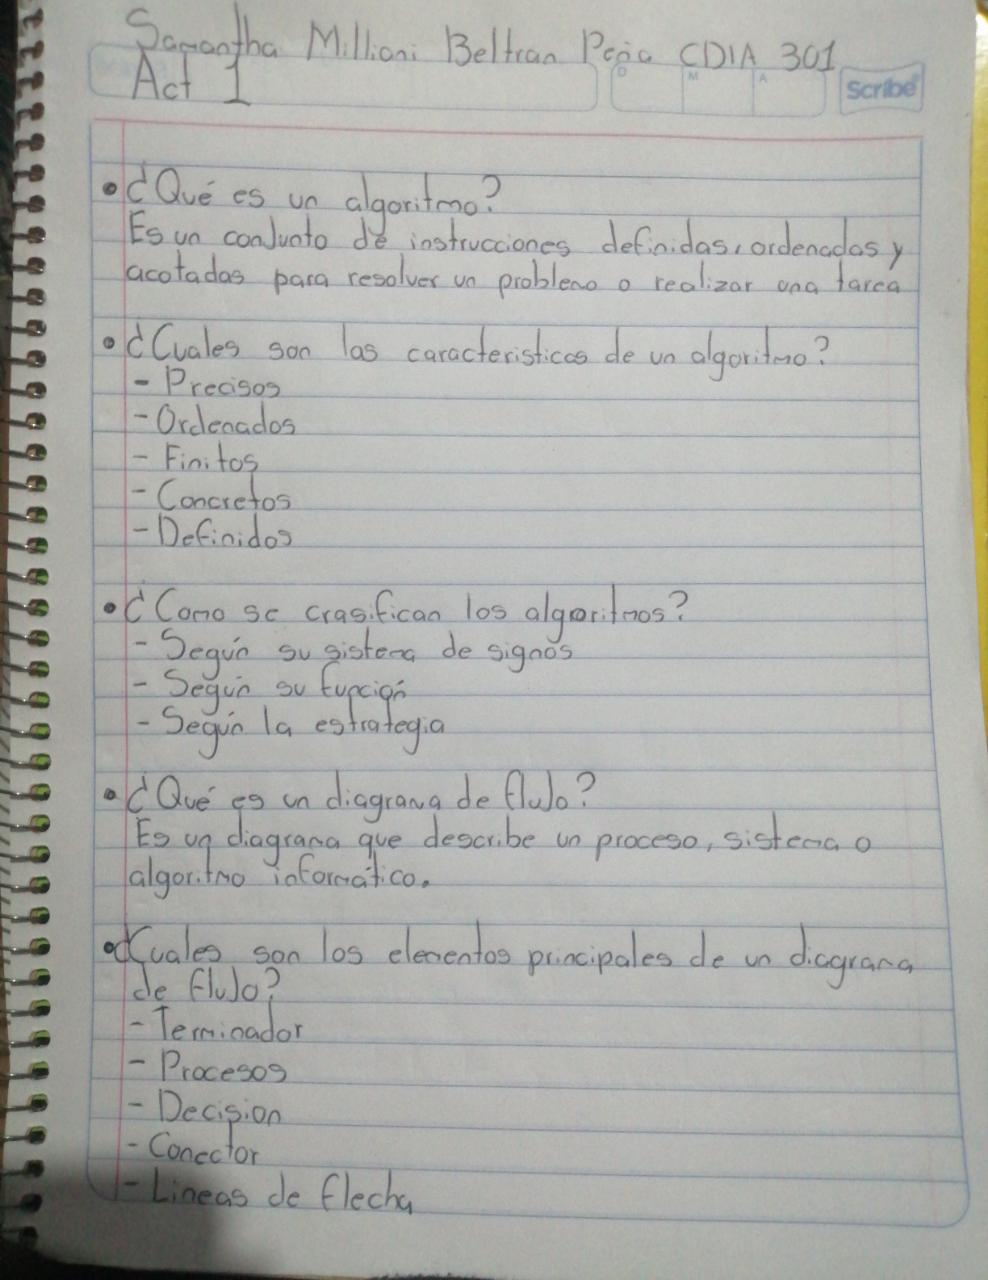 Samantha Millioni Beltran Peña CDIA 301
Act 1
D M A
Scribe
• ¿Qué es un algoritmo?
Es un conJunto de instrucciones definidas, ordenadas y
acotadas para resolver un problema o realizar una tarea
• ¿Cuales son las caracteristicas de un algoritmo?
- Precisos
- Ordenados
- Finitos
- Concretos
- Definidos
• ¿Como se crasifican los algoritmos?
- Según su sistema de signos
- Según su función
- Según la estrategia
• ¿Qué es un diagrama de fluJo?
Es un diagrama que describe un proceso, sistema o
algoritmo informático.
• ¿Cuales son los elementos principales de un diagrama
de fluJo?
- Terminador
- Procesos
- Decision
- Conector
- Lineas de flecha